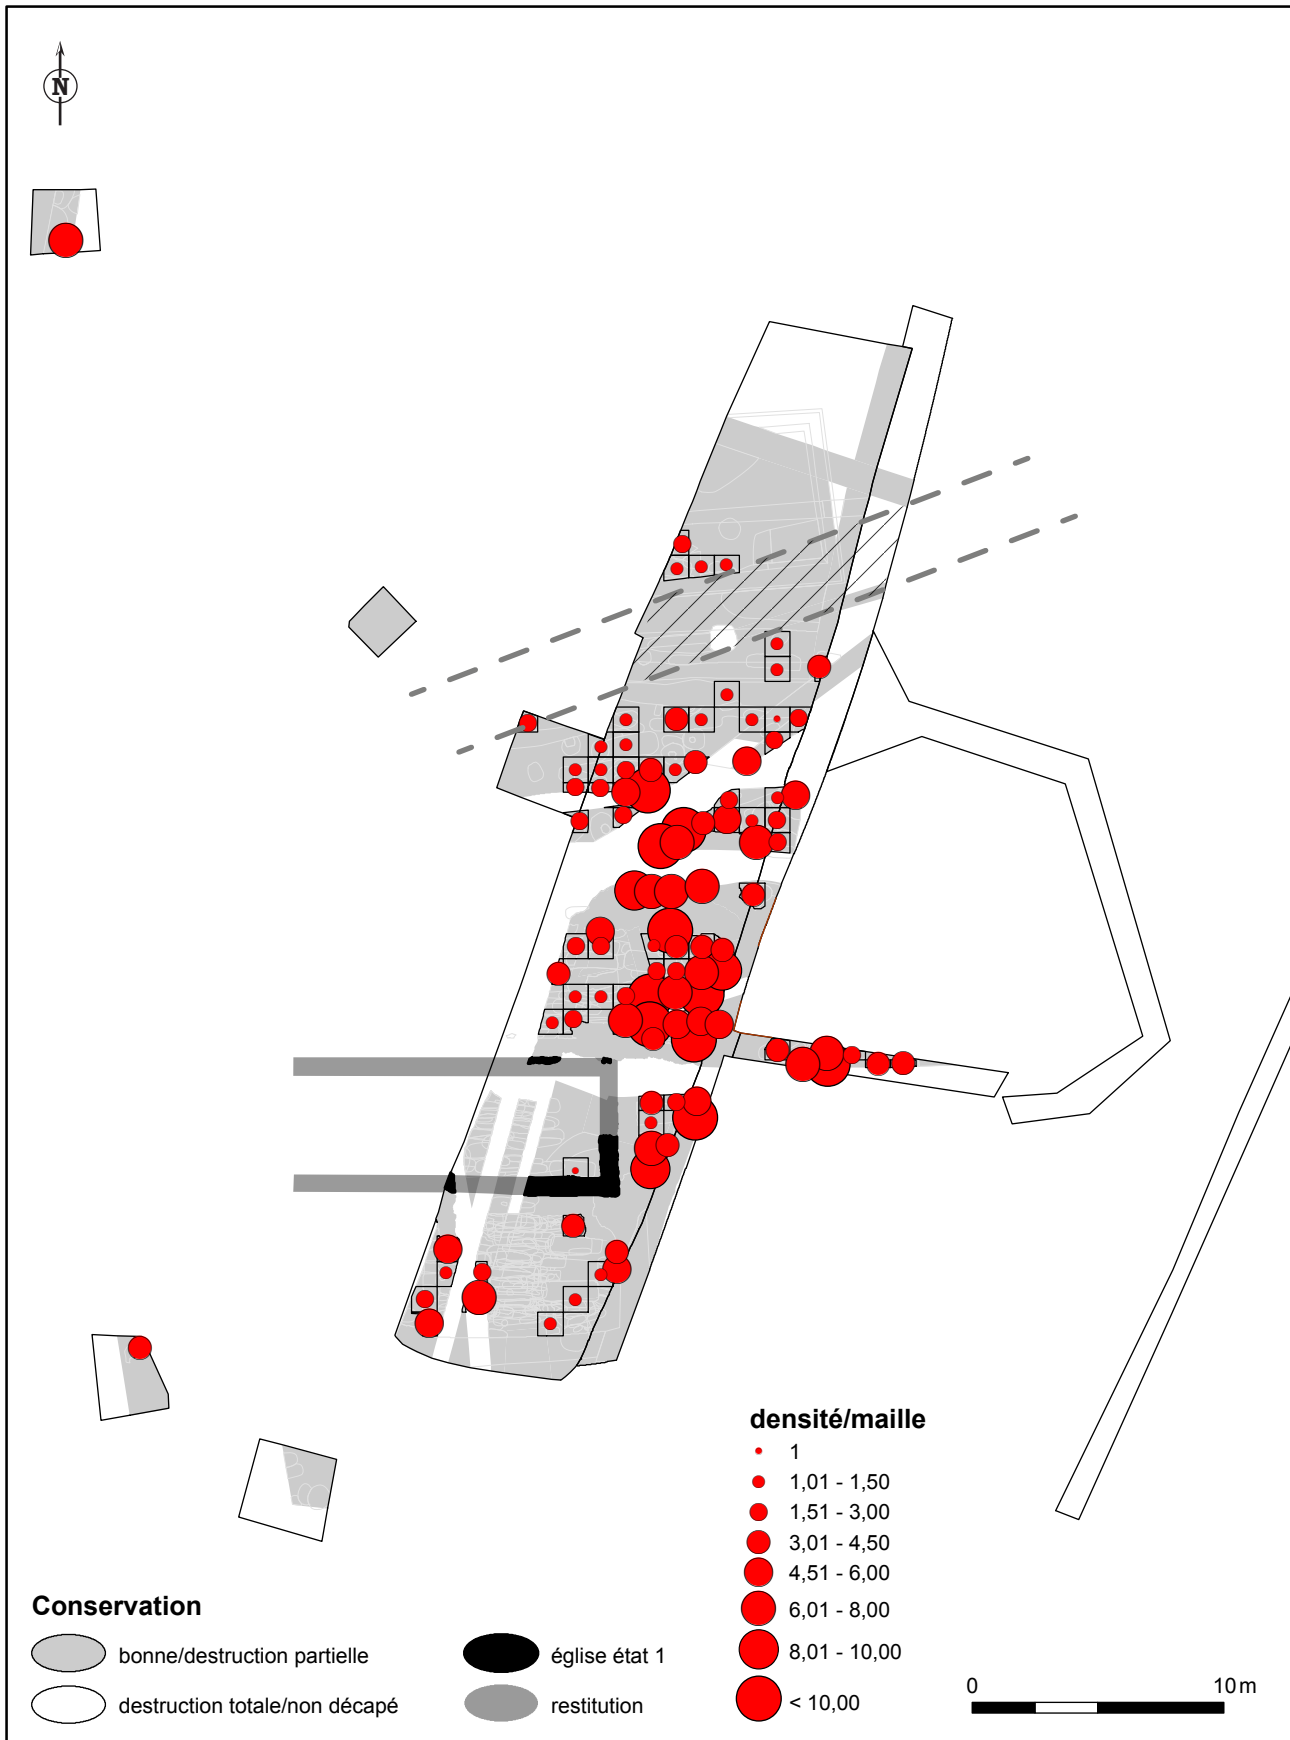 N
densité/maille
1
1,01 - 1,50
1,51 - 3,00
3,01 - 4,50
4,51 - 6,00
6,01 - 8,00
8,01 - 10,00
< 10,00
Conservation
bonne/destruction partielle
destruction totale/non décapé
église état 1
restitution
0 10 m